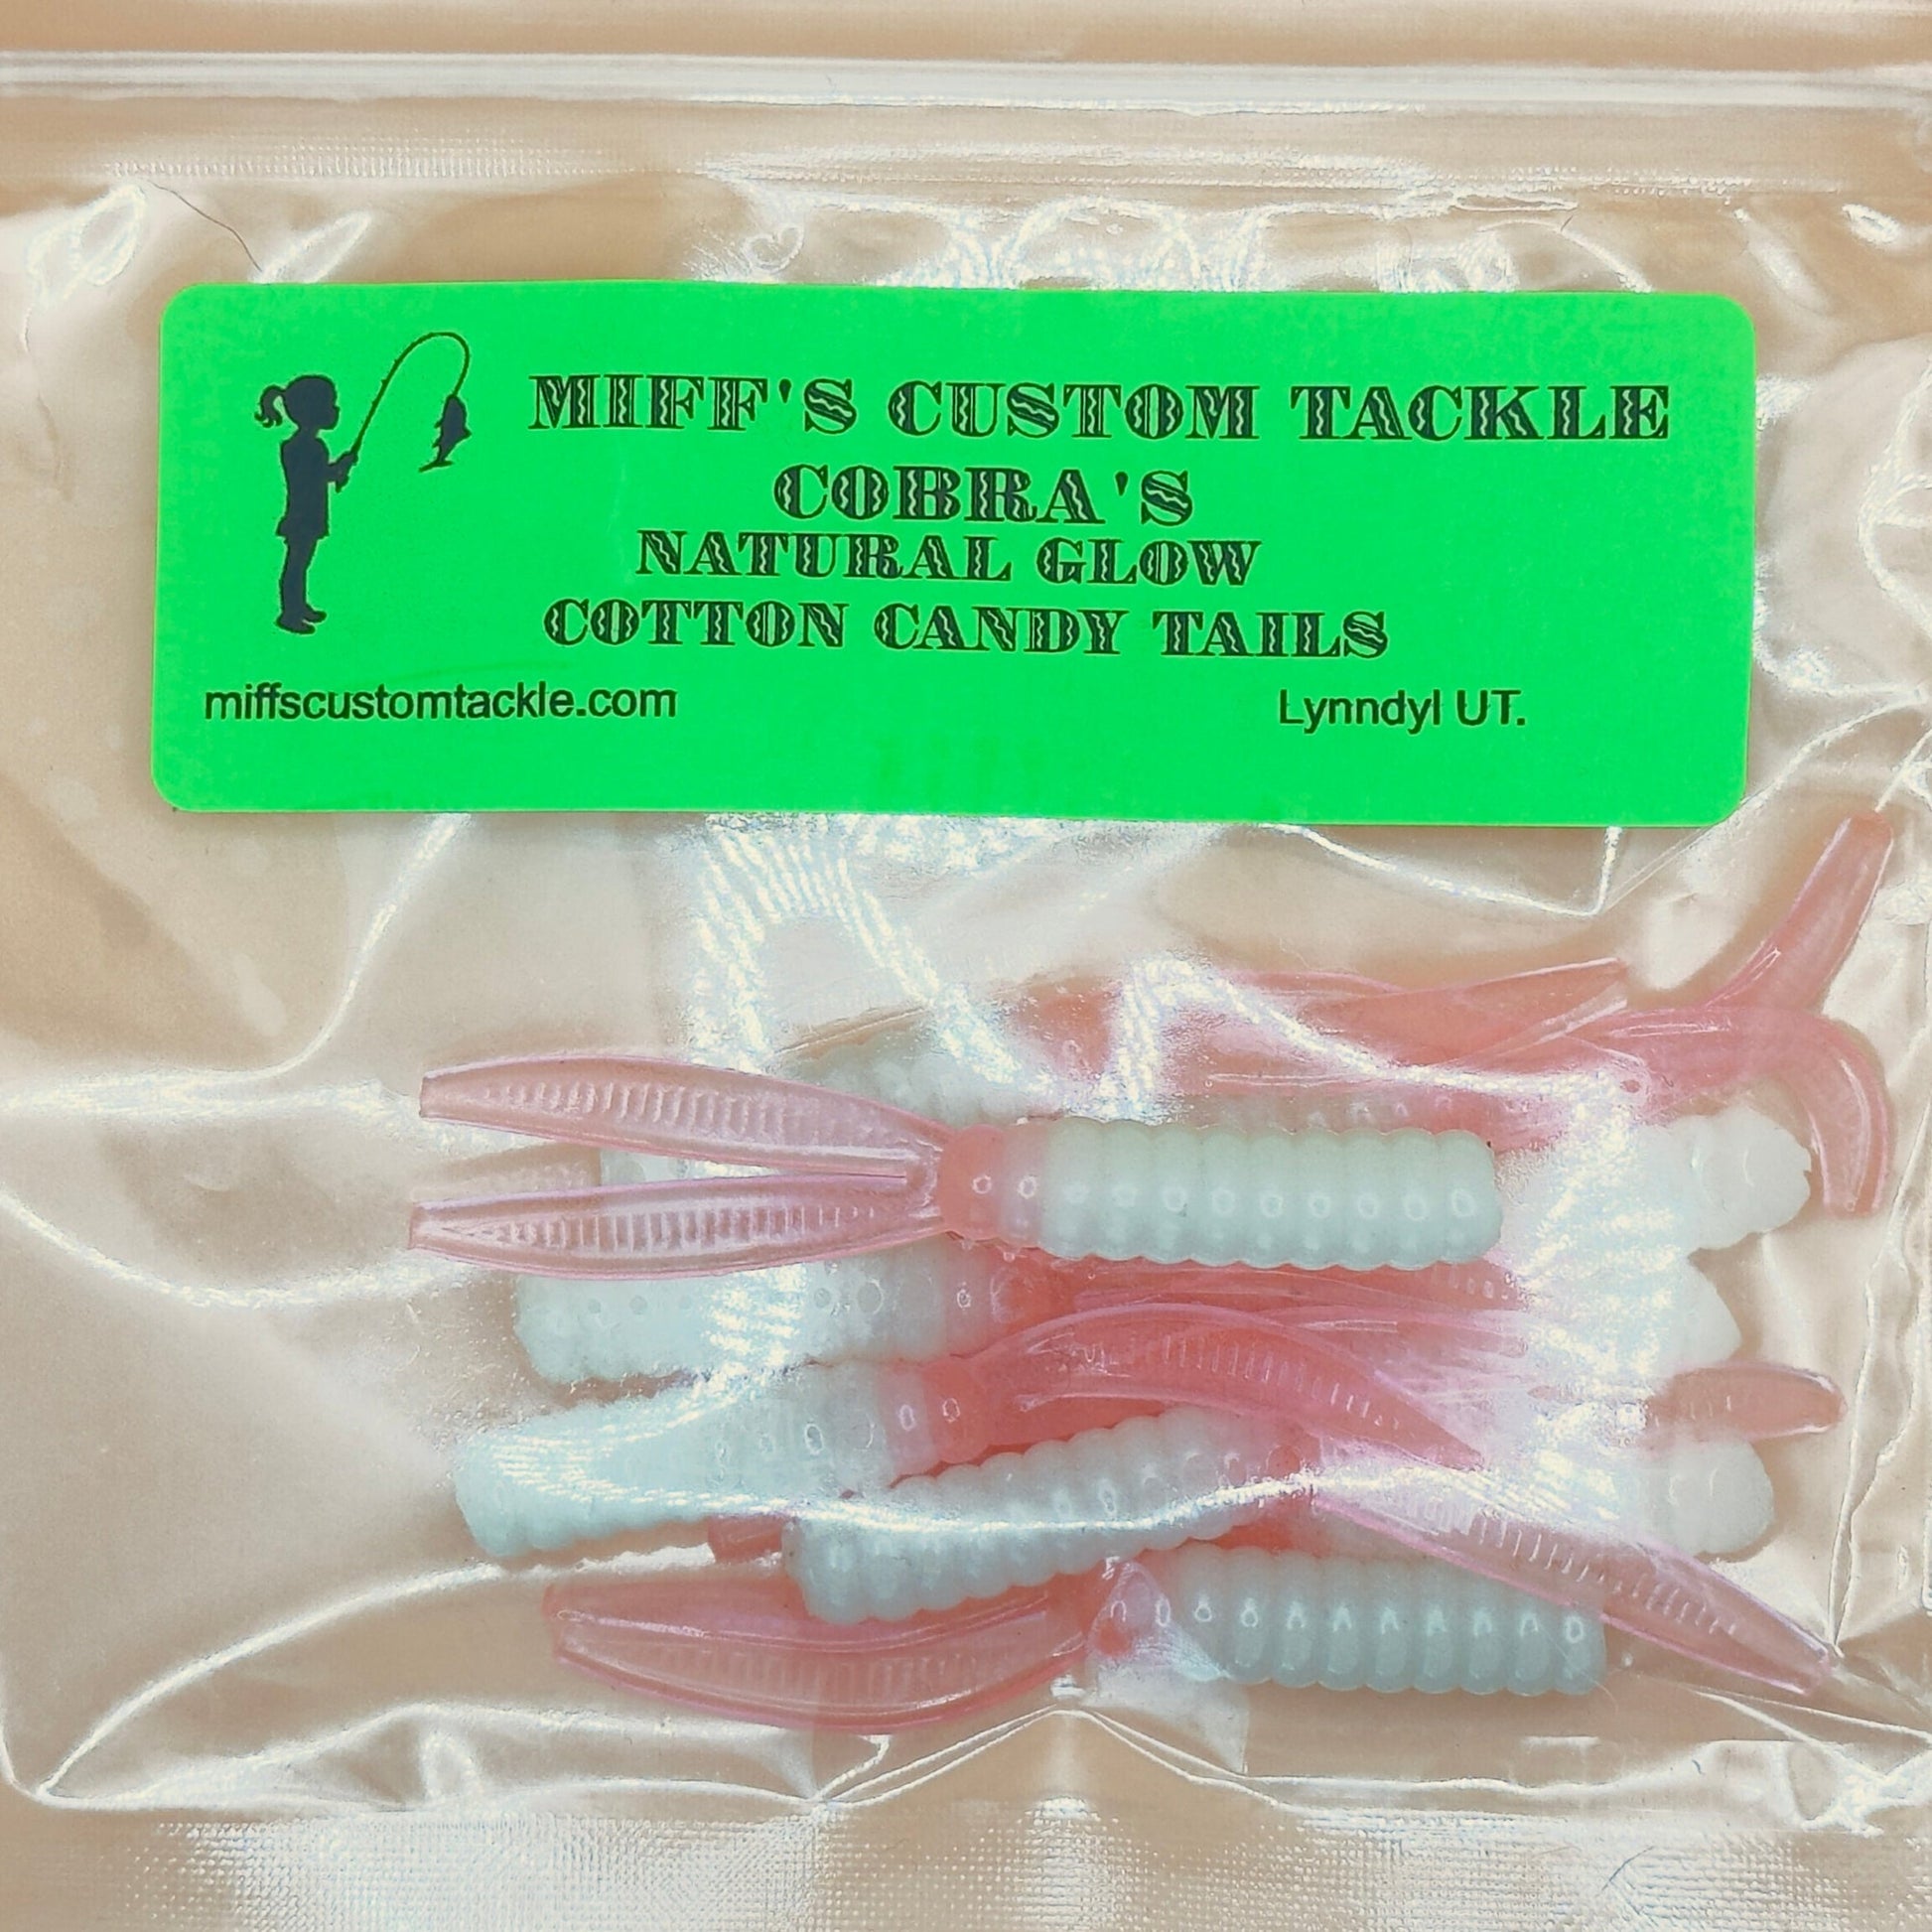 MIFF'S CUSTOM TACKLE
COBRA'S
NATURAL GLOW
COTTON CANDY TAILS
miffscustomtackle.com Lynndyl UT.